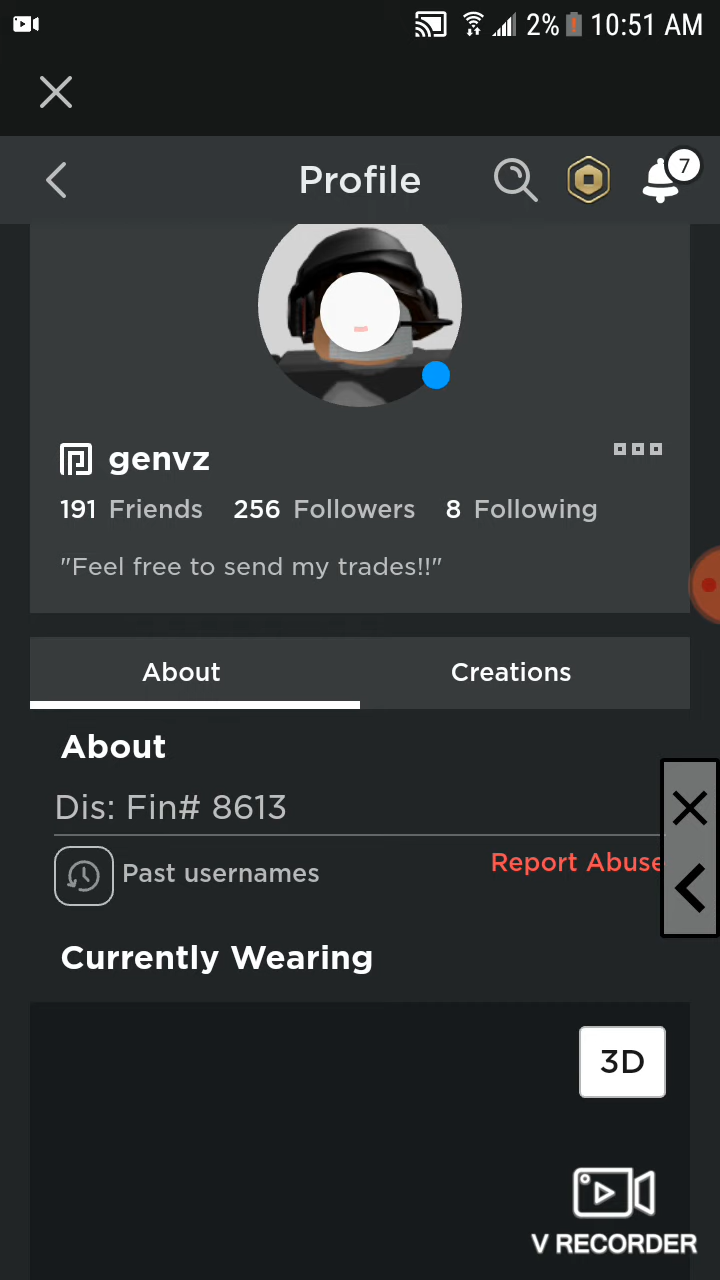 2% 10:51 AM
Profile
7
genvz
191 Friends 256 Followers 8 Following
"Feel free to send my trades!!"
About Creations
About
Dis: Fin# 8613
Past usernames Report Abuse
Currently Wearing
3D
V RECORDER